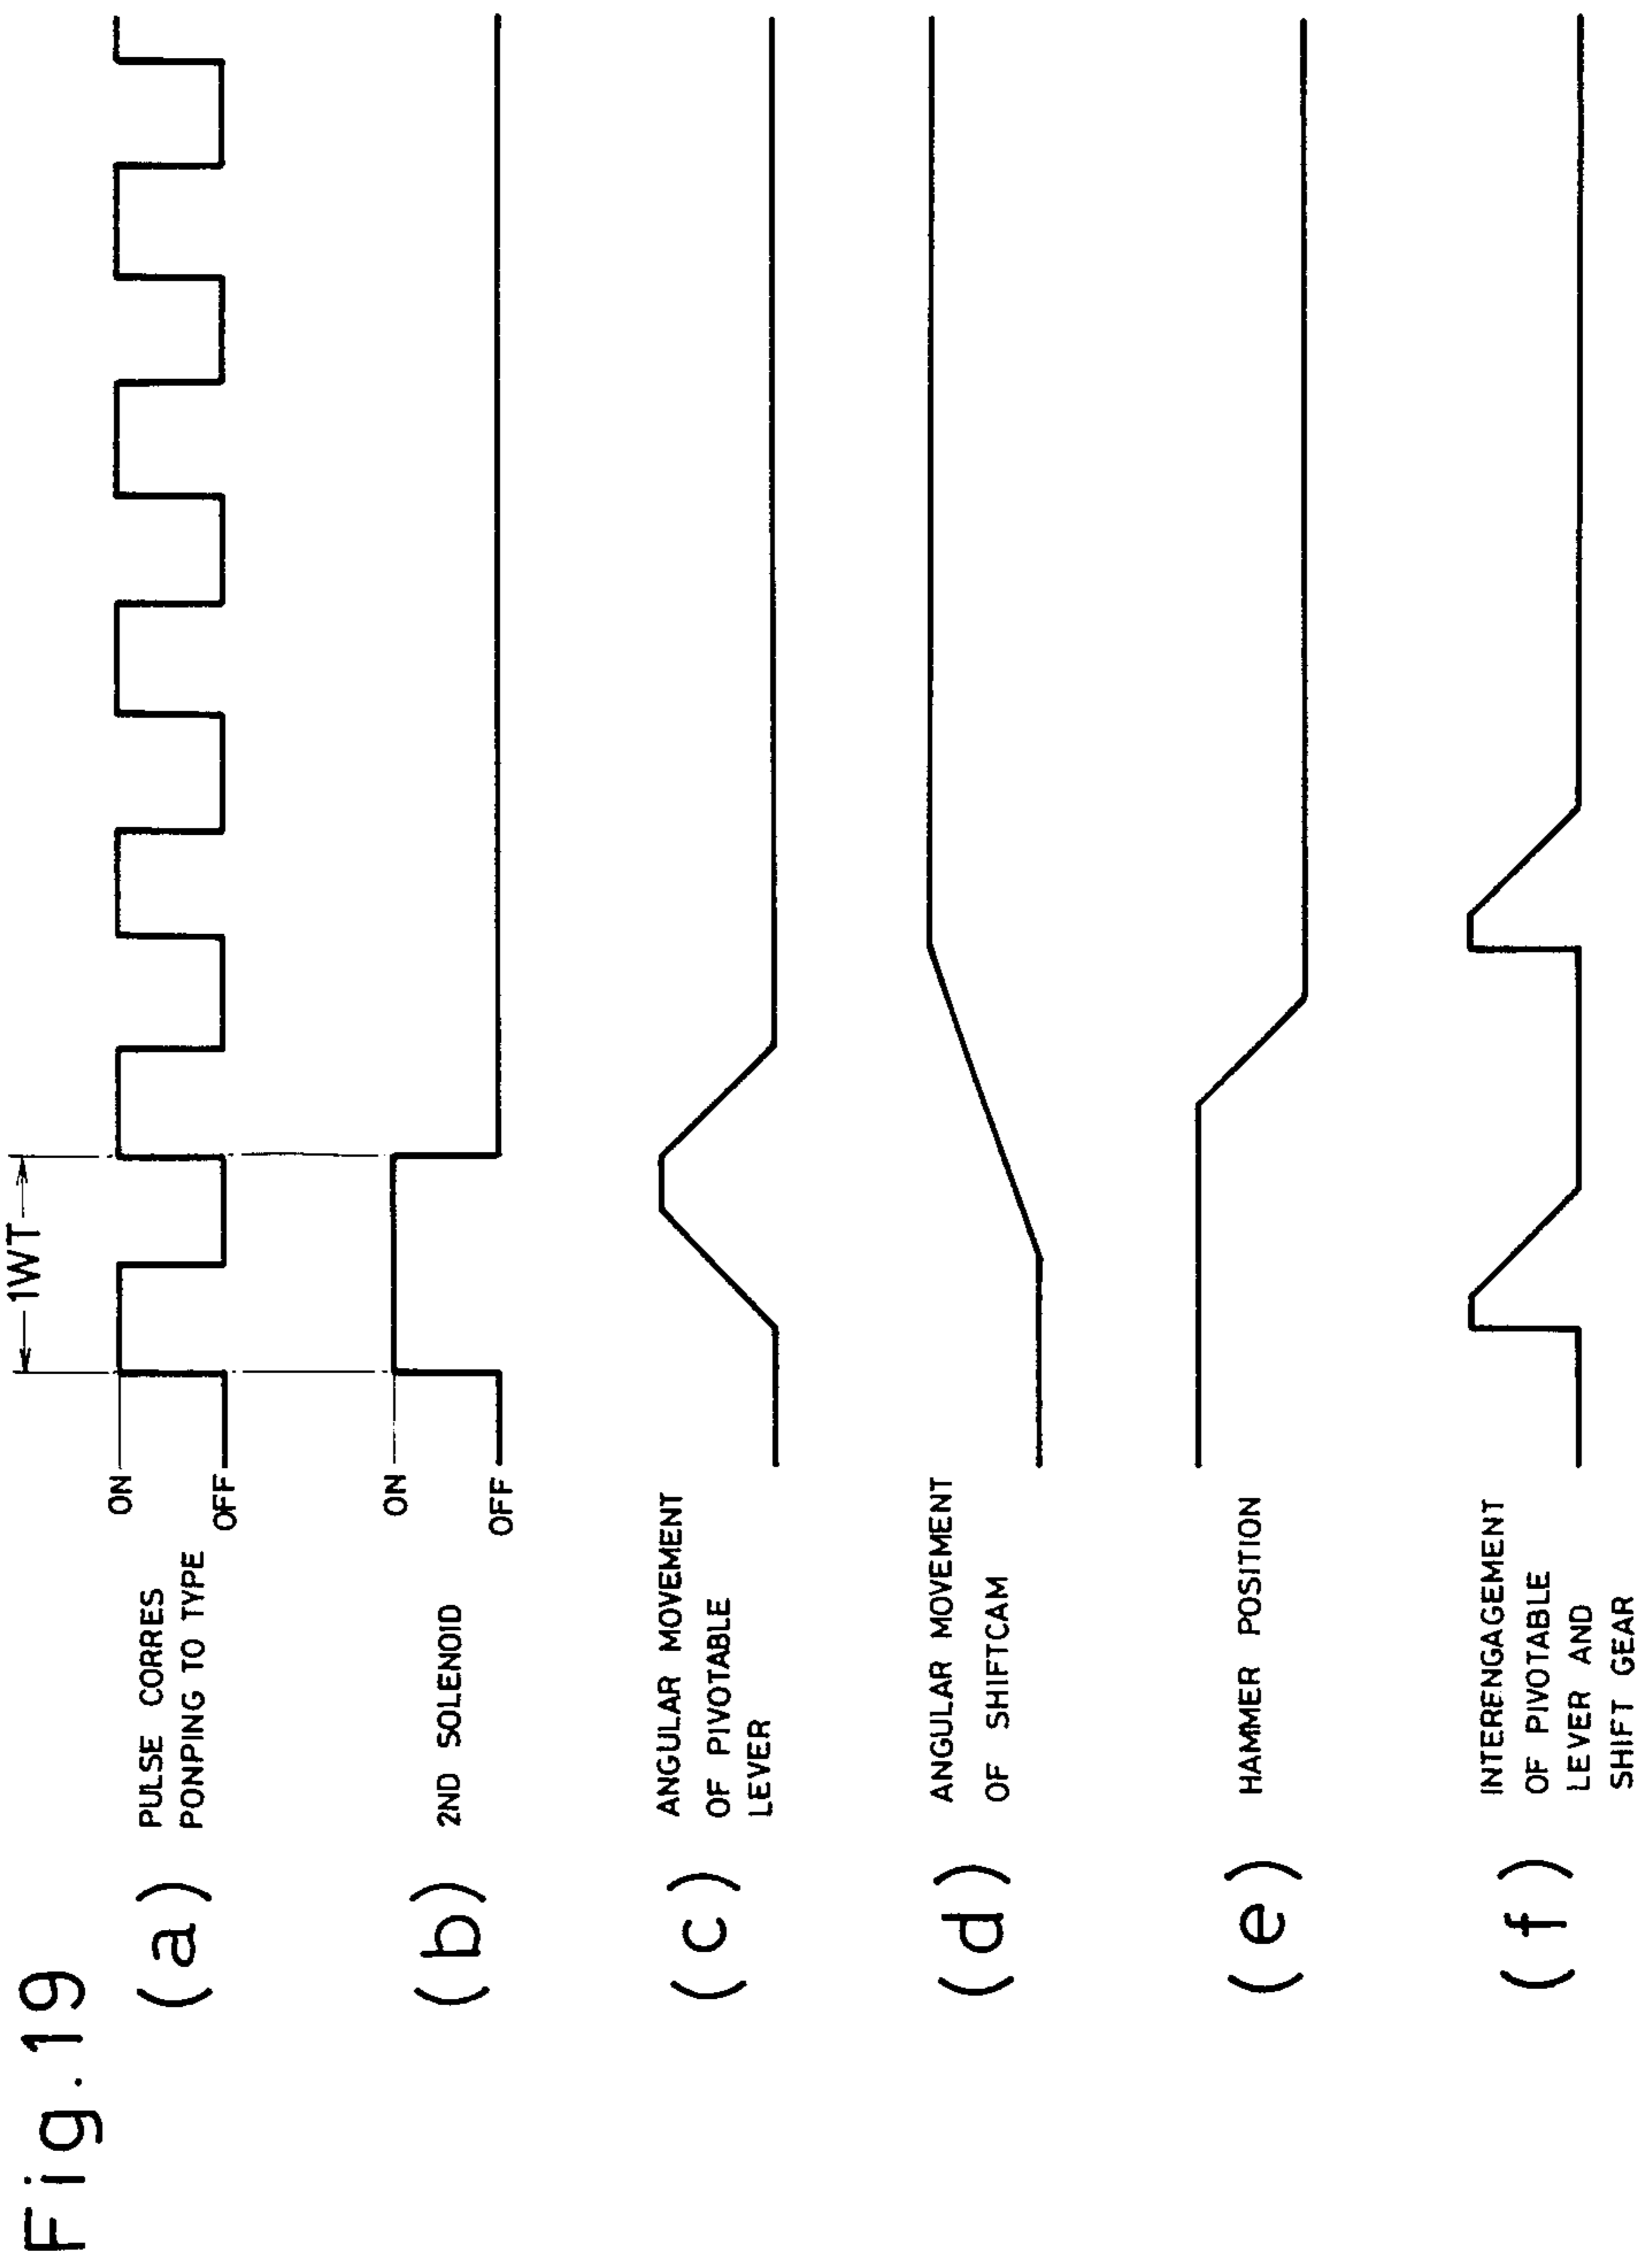 Fig.19
1WT
(a) PULSE CORRES
PONPING TO TYPE
ON
OFF
(b) 2ND SOLENOID
ON
OFF
(c) ANGULAR MOVEMENT
OF PIVOTABLE
LEVER
(d) ANGULAR MOVEMENT
OF SHIFTCAM
(e) HAMMER POSITION
(f) INTERENGAGEMENT
OF PIVOTABLE
LEVER AND
SHIFT GEAR